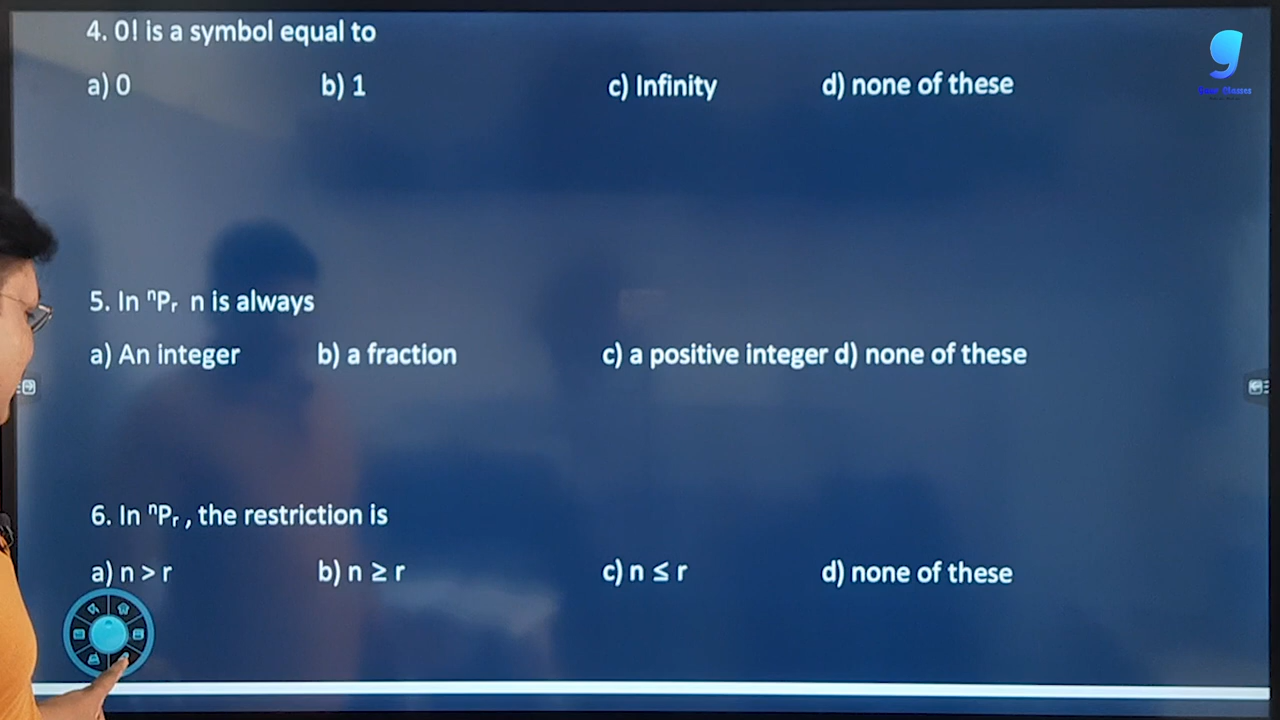 4. 0! is a symbol equal to
a) 0 b) 1 c) Infinity d) none of these
5. In ⁿPᵣ n is always
a) An integer b) a fraction c) a positive integer d) none of these
6. In ⁿPᵣ , the restriction is
a) n > r b) n ≥ r c) n ≤ r d) none of these